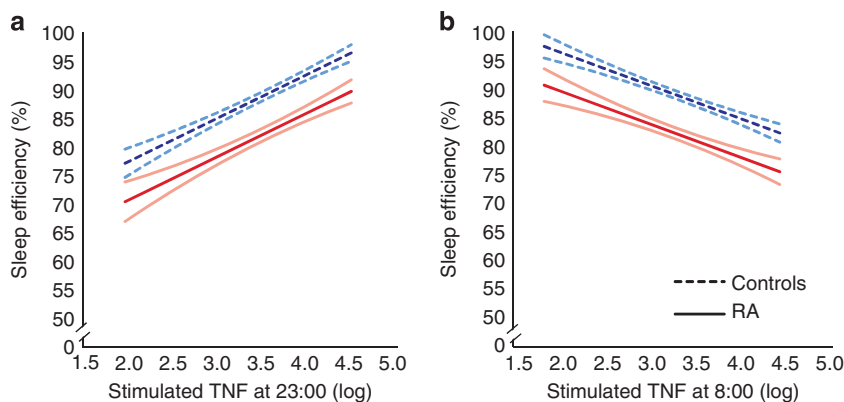 a
100
95
90
85
80
75
70
65
60
55
50
0
Sleep efficiency (%)
1.5 2.0 2.5 3.0 3.5 4.0 4.5 5.0
Stimulated TNF at 23:00 (log)
b
100
95
90
85
80
75
70
65
60
55
50
0
Sleep efficiency (%)
Controls
RA
1.5 2.0 2.5 3.0 3.5 4.0 4.5 5.0
Stimulated TNF at 8:00 (log)